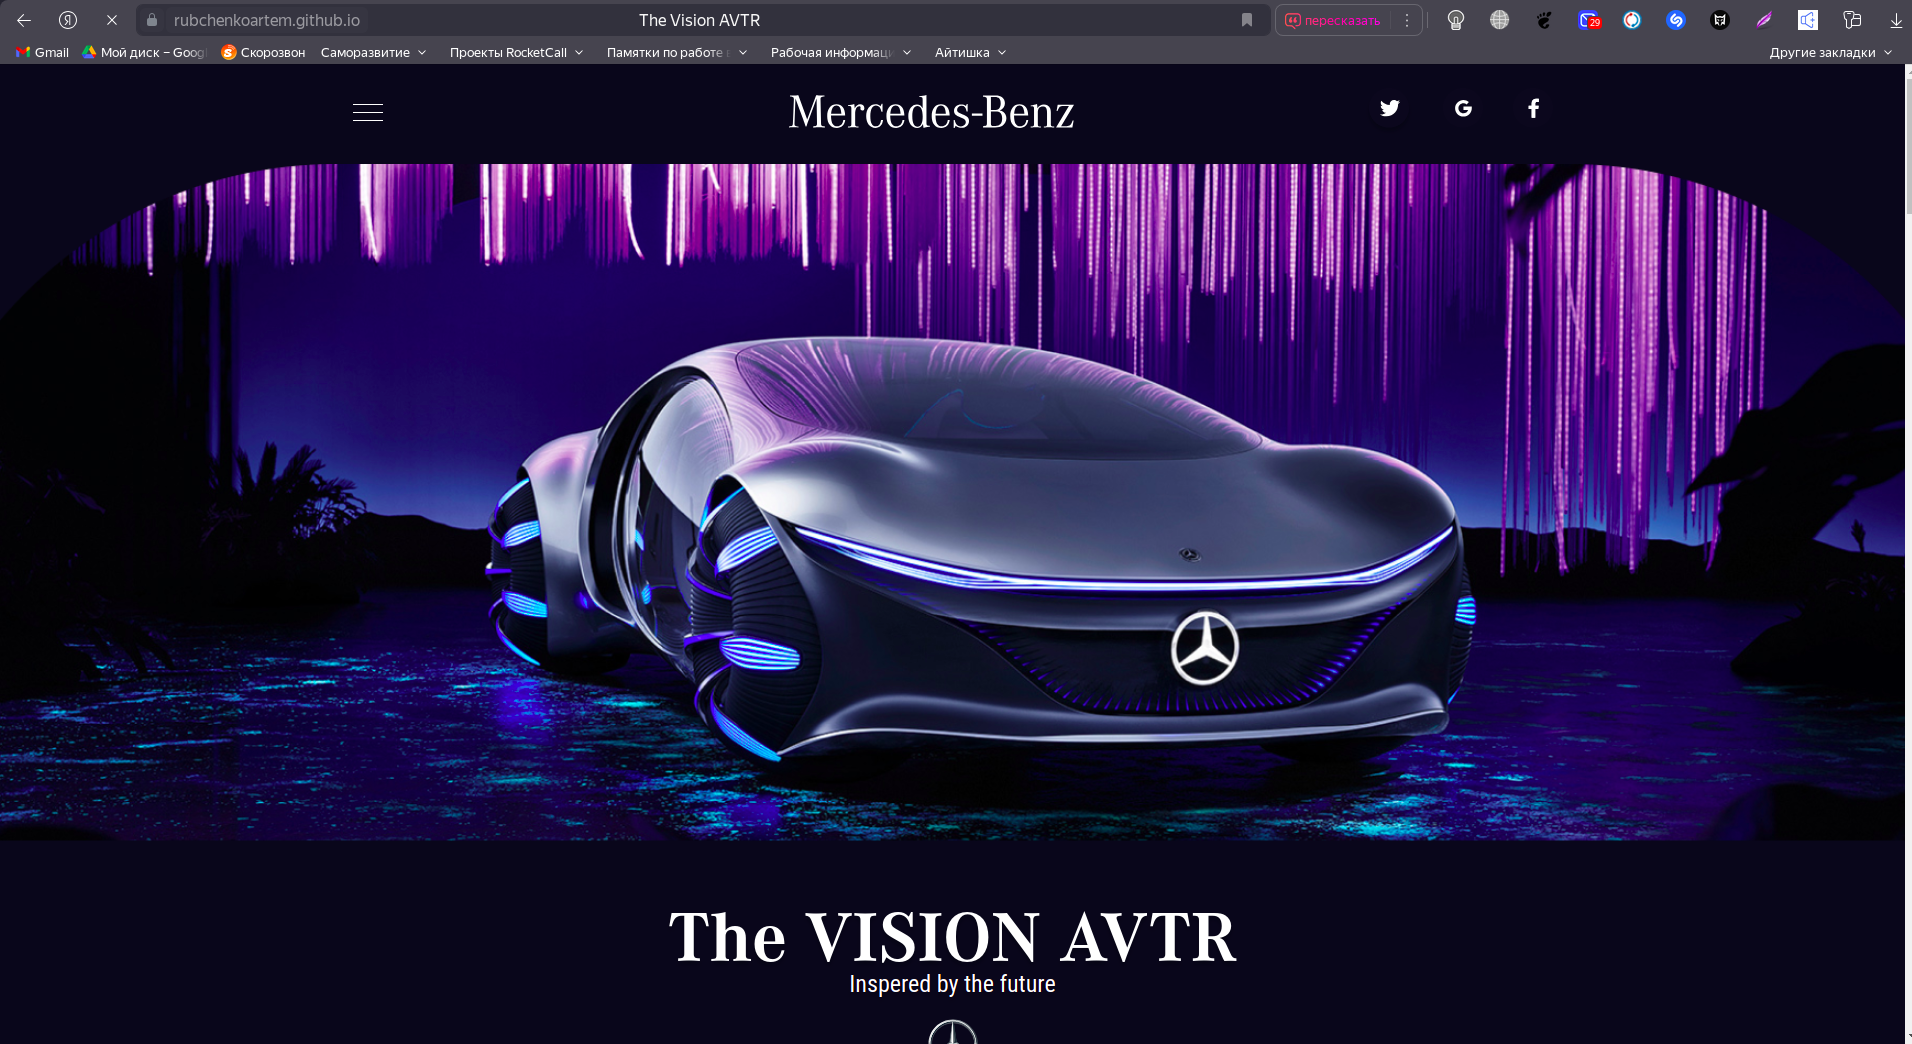 rubchenkoartem.github.io
The Vision AVTR
пересказать
29
Gmail
Мой диск – Goog
Скорозвон
Саморазвитие
Проекты RocketCall
Памятки по работе в
Рабочая информаци
Айтишка
Другие закладки
Mercedes-Benz
The VISION AVTR
Inspered by the future